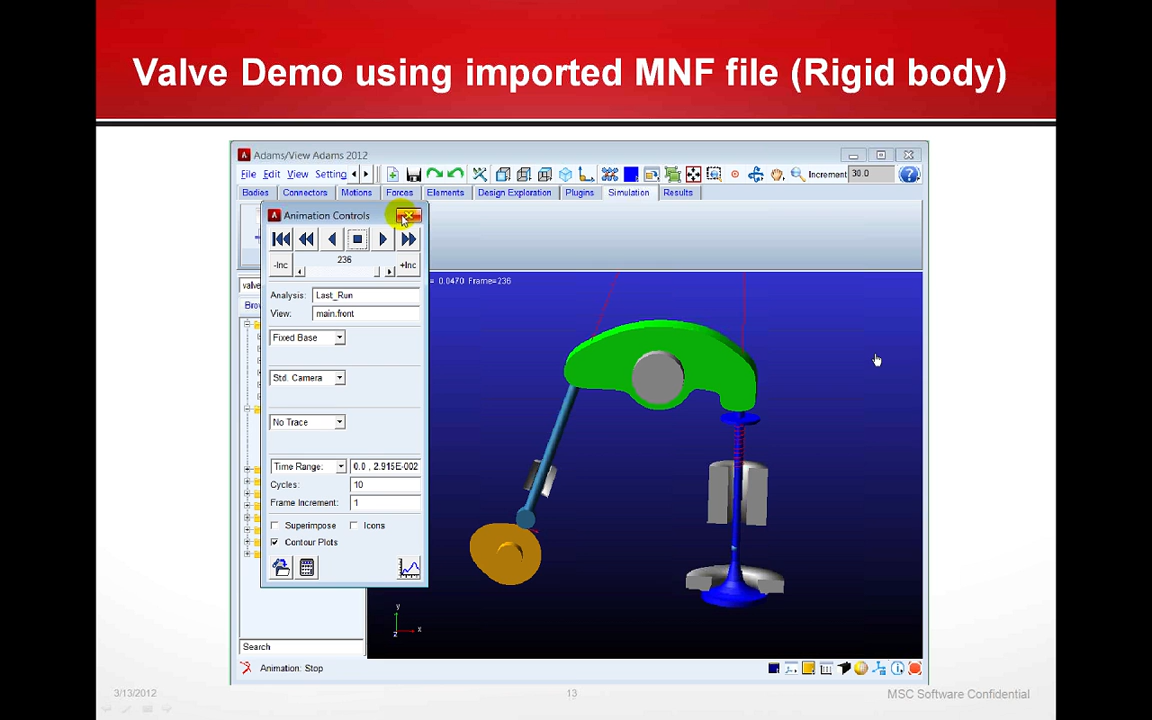 Valve Demo using imported MNF file (Rigid body)
Adams/View Adams 2012
File Edit View Setting Increment 30.0
Bodies Connectors Motions Forces Elements Design Exploration Plugins Simulation Results
Animation Controls
236
-Inc +Inc
= 0.0470 Frame=236
Analysis: Last_Run
valve
View: main.front
Bro
Fixed Base
Std. Camera
No Trace
Time Range: 0.0 , 2.915E-002
Cycles: 10
Frame Increment: 1
Superimpose Icons
Contour Plots
y
z x
Search
Animation: Stop
3/13/2012 13 MSC Software Confidential